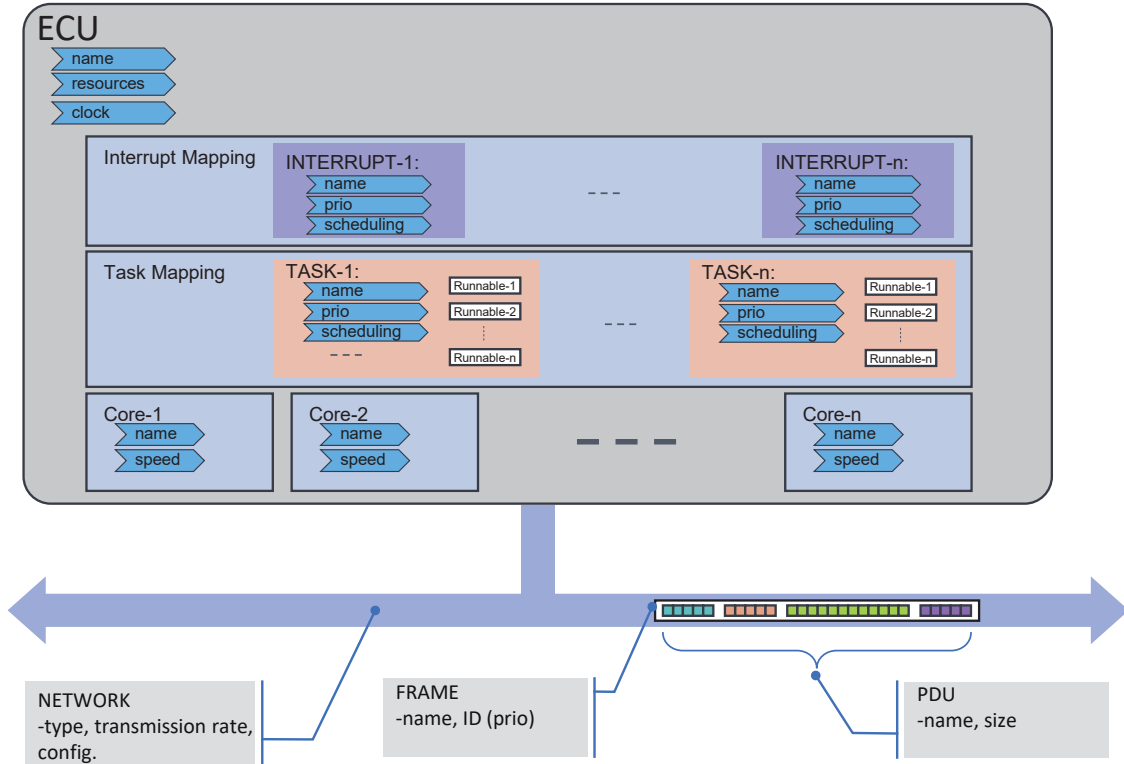 ECU
name
resources
clock
Interrupt Mapping
INTERRUPT-1:
name
prio
scheduling
---
INTERRUPT-n:
name
prio
scheduling
Task Mapping
TASK-1:
name
prio
scheduling
---
Runnable-1
Runnable-2
Runnable-n
---
TASK-n:
name
prio
scheduling
Runnable-1
Runnable-2
Runnable-n
Core-1
name
speed
Core-2
name
speed
Core-n
name
speed
NETWORK
-type, transmission rate,
config.
FRAME
-name, ID (prio)
PDU
-name, size